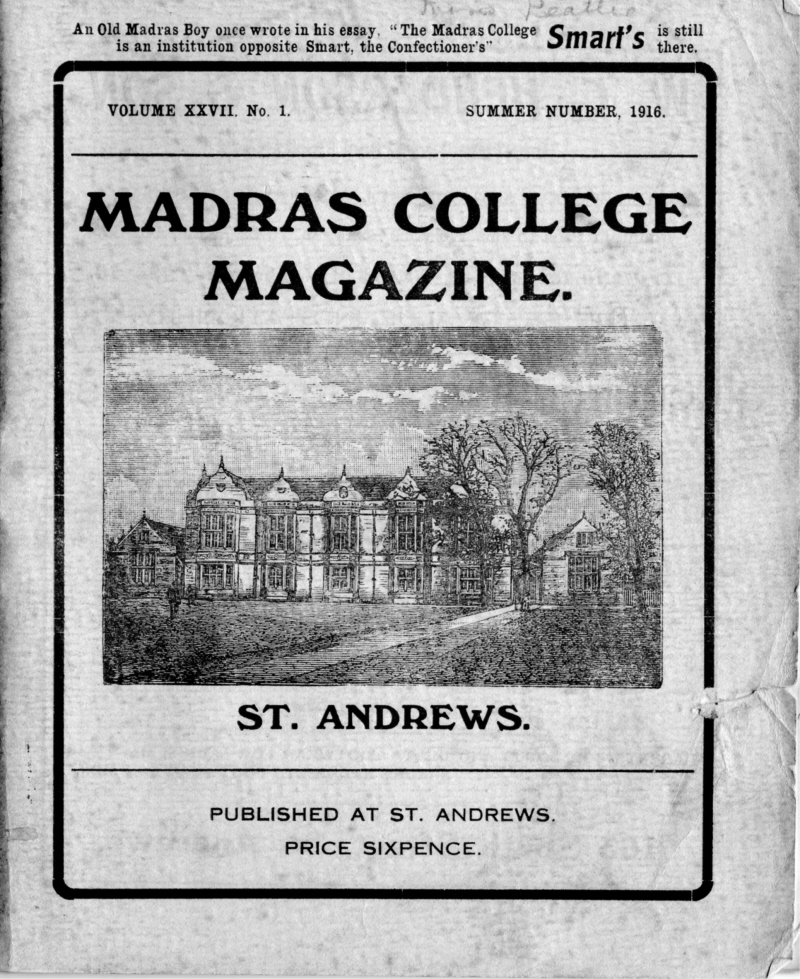 Miss Beattie
An Old Madras Boy once wrote in his essay, "The Madras College
is an institution opposite Smart, the Confectioner's"
Smart's
is still
there.
VOLUME XXVII. No. 1.
SUMMER NUMBER, 1916.
MADRAS COLLEGE
MAGAZINE.
ST. ANDREWS.
PUBLISHED AT ST. ANDREWS.
PRICE SIXPENCE.